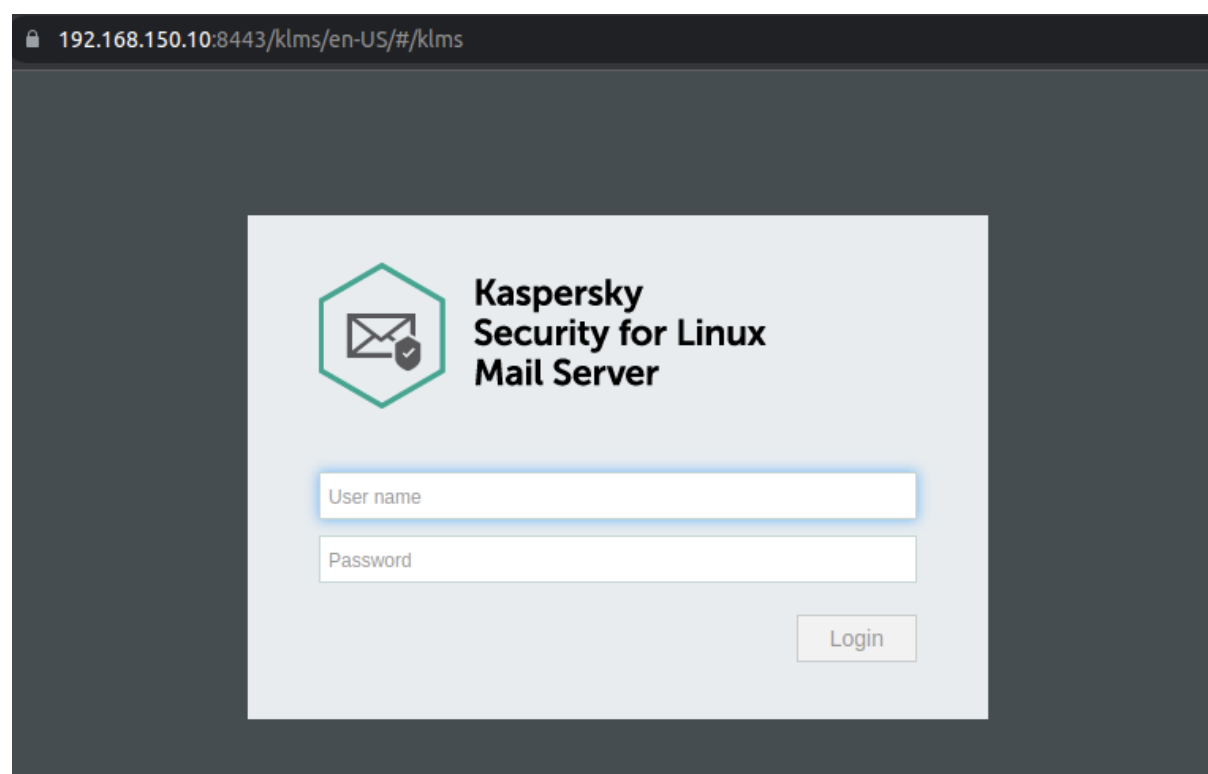 192.168.150.10:8443/klms/en-US/#/klms
Kaspersky
Security for Linux
Mail Server
User name
Password
Login